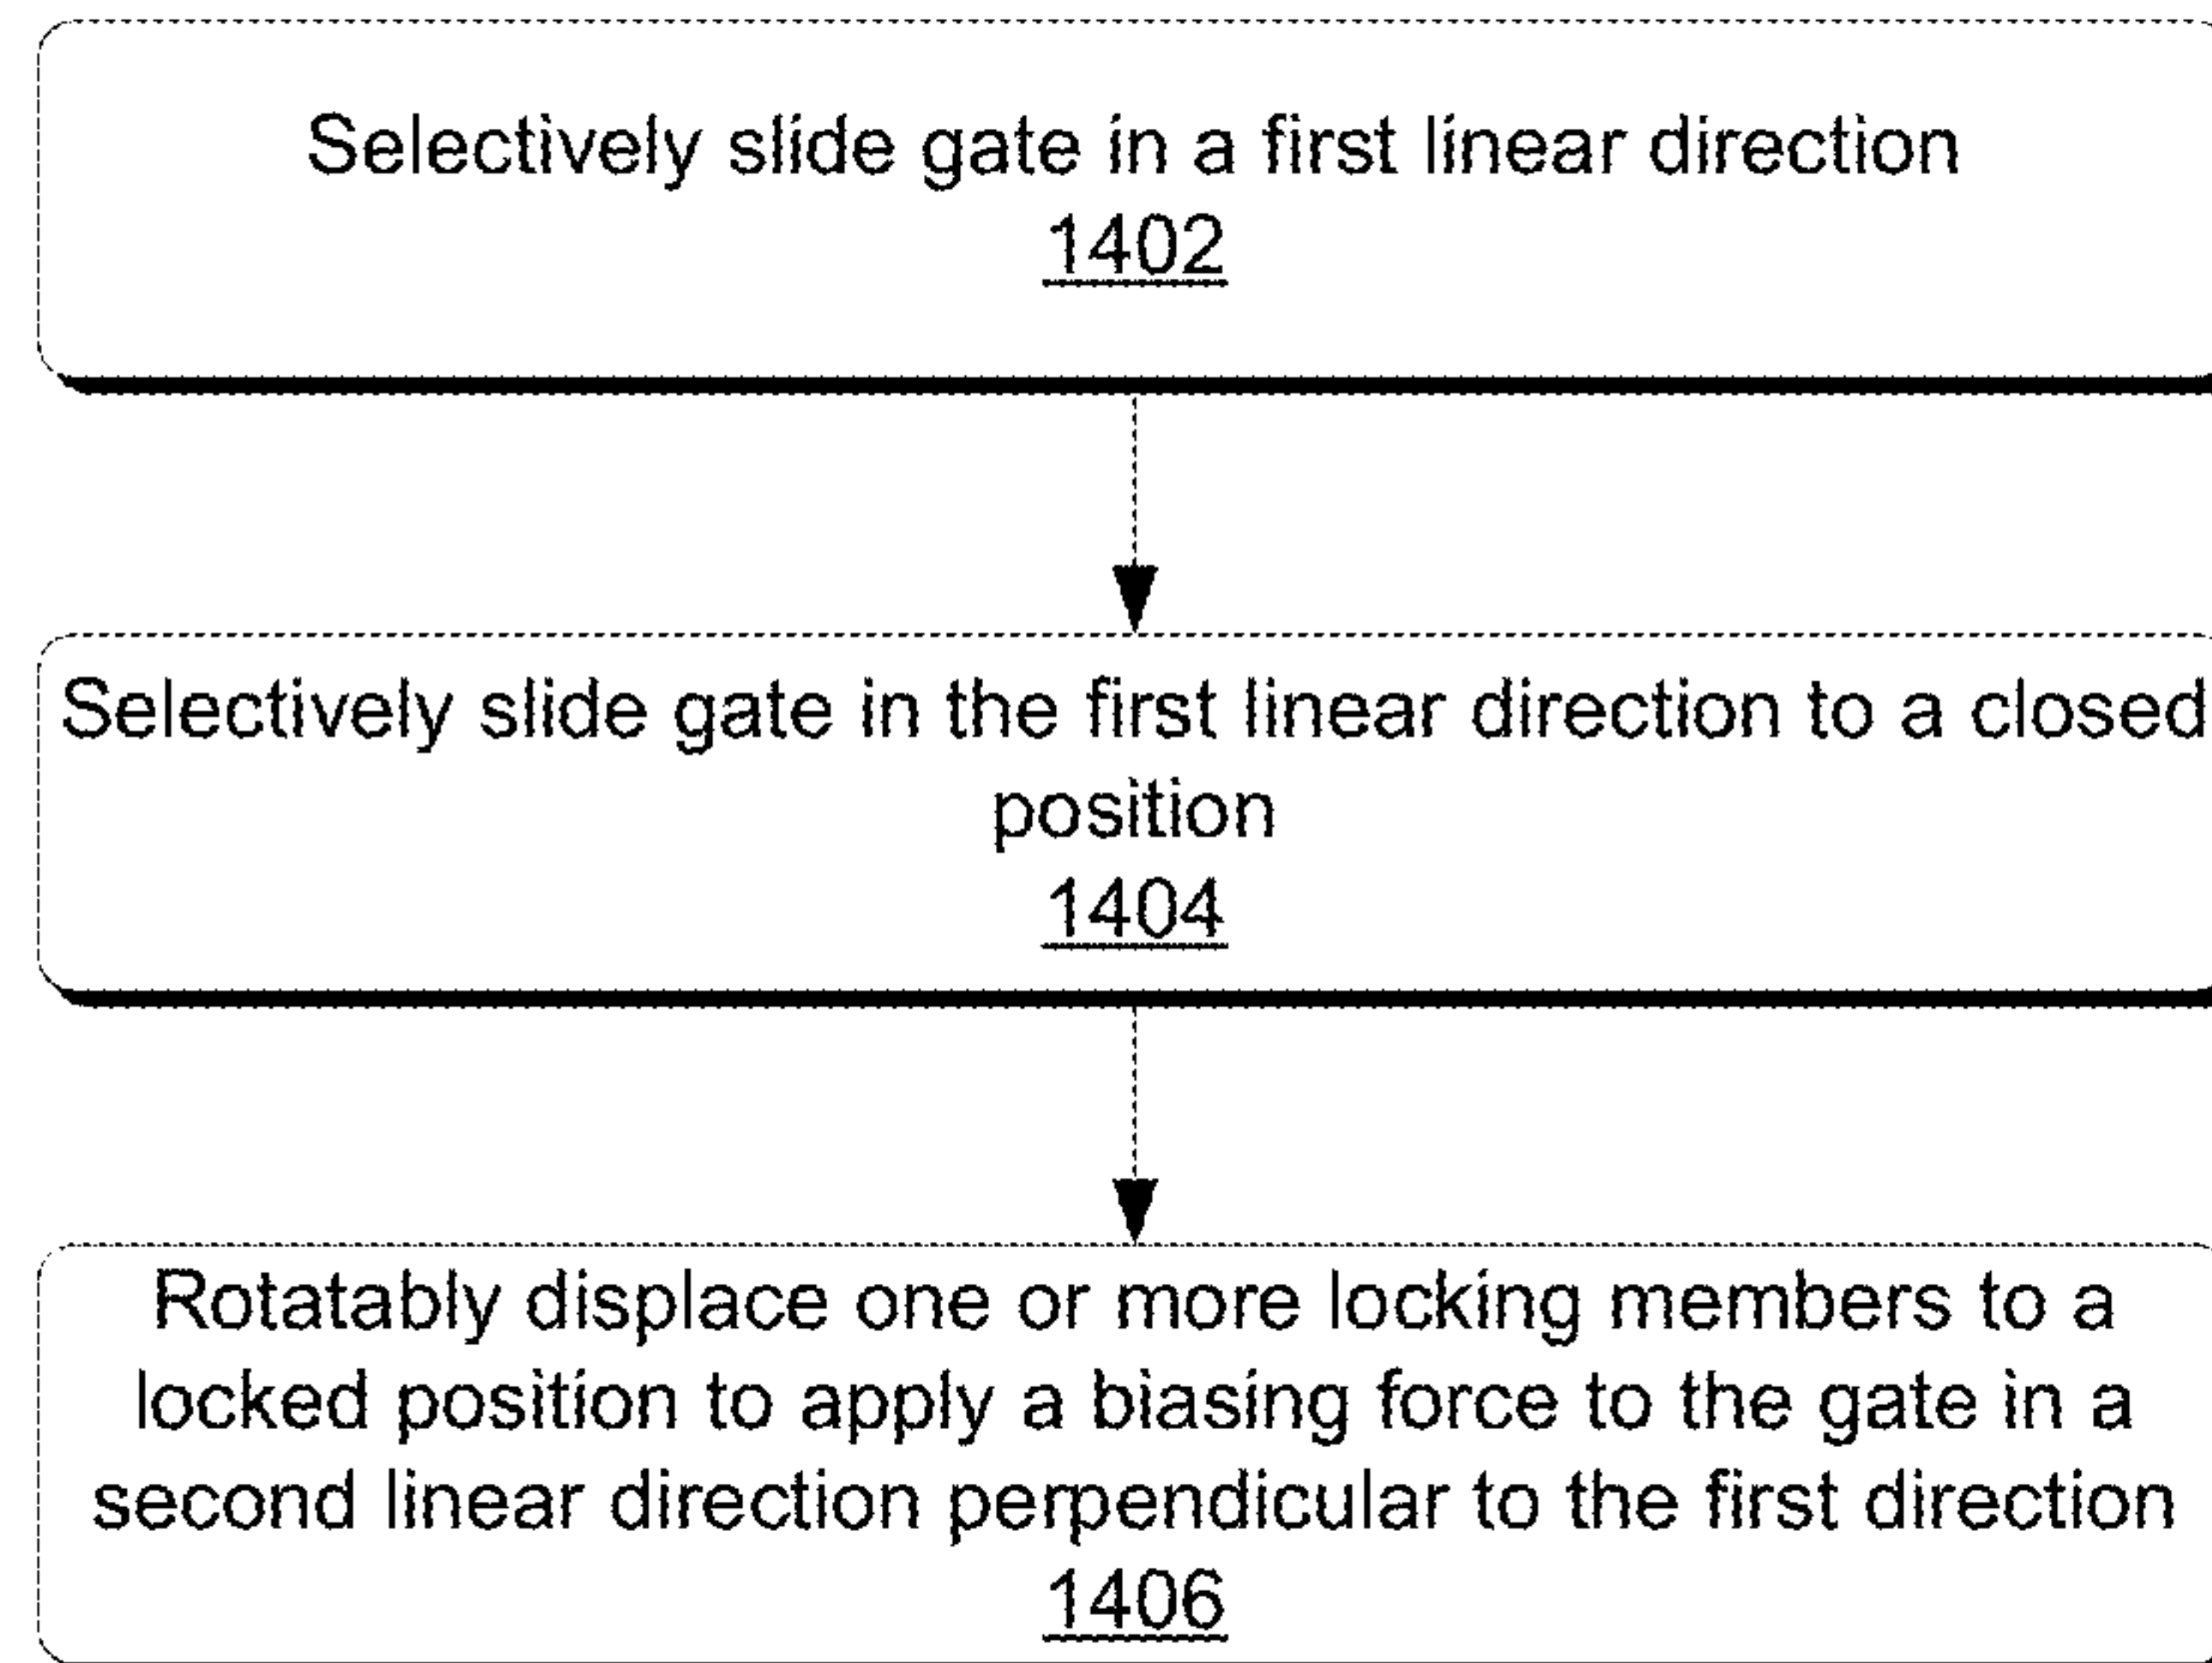 Selectively slide gate in a first linear direction
1402
Selectively slide gate in the first linear direction to a closed
position
1404
Rotatably displace one or more locking members to a
locked position to apply a biasing force to the gate in a
second linear direction perpendicular to the first direction
1406